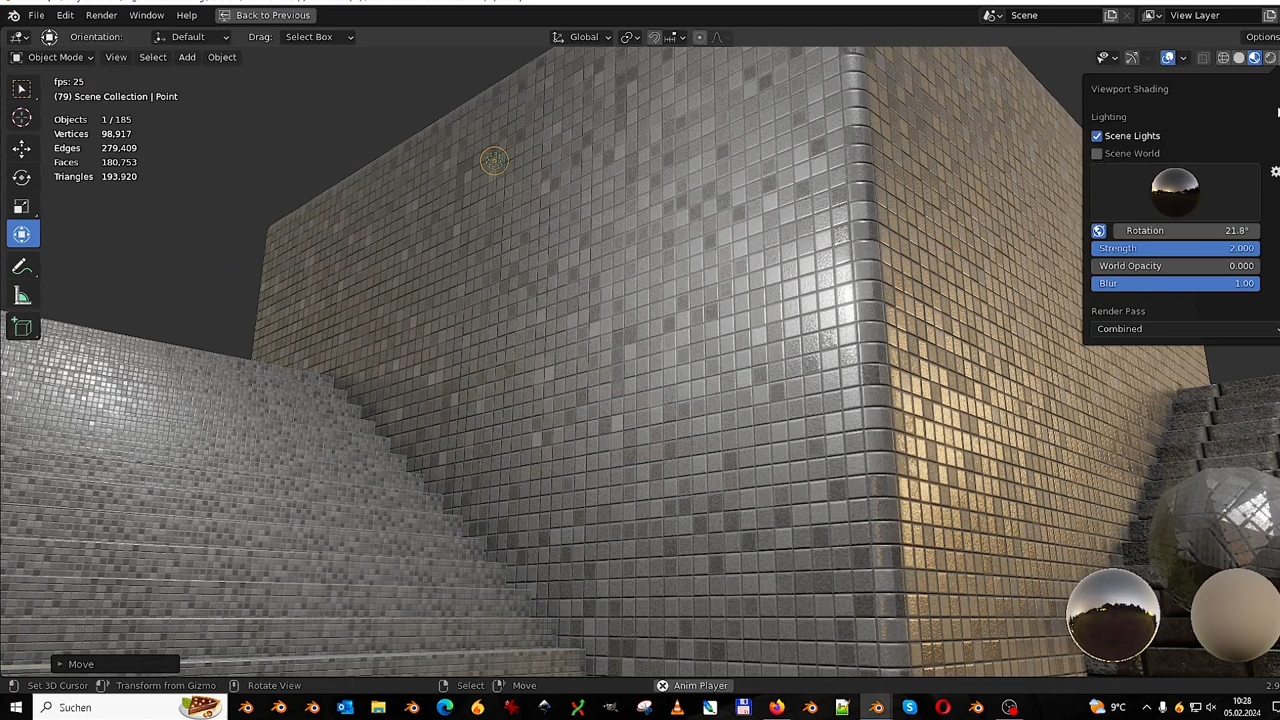 File Edit Render Window Help Back to Previous Scene View Layer
Orientation: Default Drag: Select Box Global Options
Object Mode View Select Add Object
fps: 25
(79) Scene Collection | Point
Objects 1 / 185
Vertices 98,917
Edges 279,409
Faces 180,753
Triangles 193,920
Viewport Shading
Lighting
Scene Lights
Scene World
Rotation 21.8°
Strength 2.000
World Opacity 0.000
Blur 1.00
Render Pass
Combined
Move
Set 3D Cursor Transform from Gizmo Rotate View Select Move Anim Player 2.9
Suchen 9°C 10:28
05.02.2024